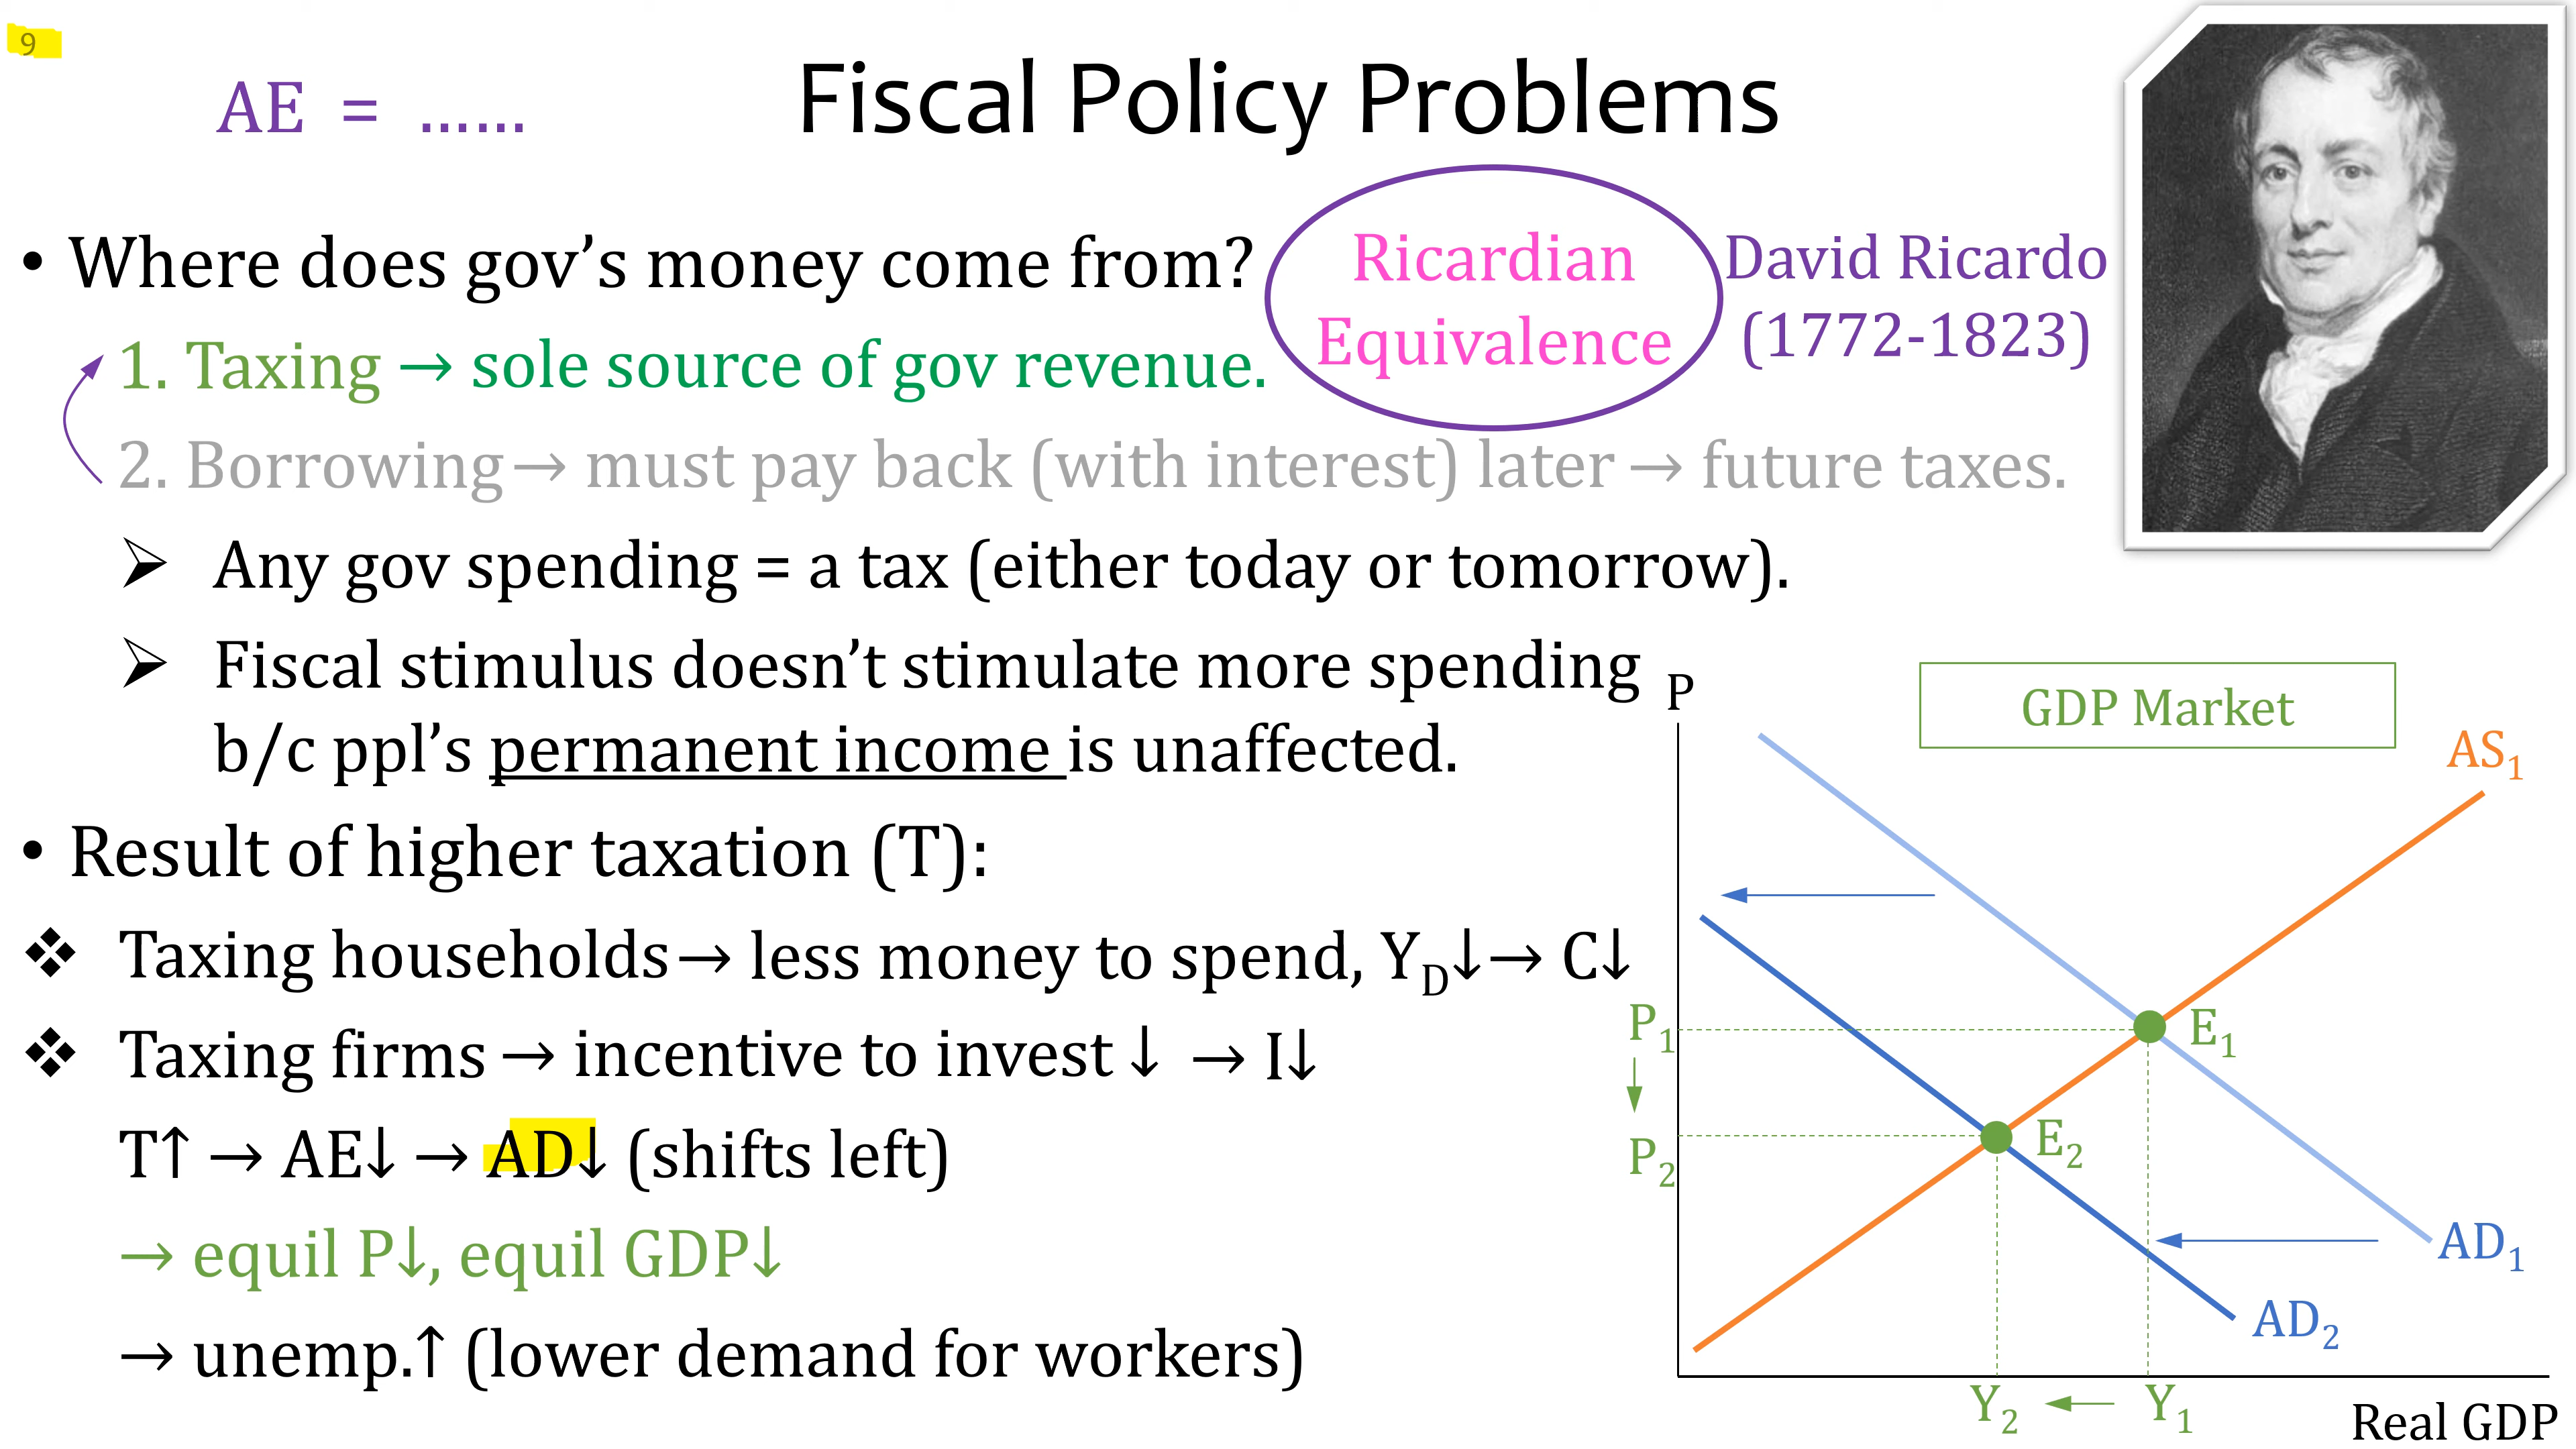 9
AE = ......
Fiscal Policy Problems
• Where does gov’s money come from?
Ricardian
Equivalence
David Ricardo
(1772-1823)
1. Taxing → sole source of gov revenue.
2. Borrowing → must pay back (with interest) later → future taxes.
➢ Any gov spending = a tax (either today or tomorrow).
➢ Fiscal stimulus doesn’t stimulate more spending
b/c ppl’s permanent income is unaffected.
• Result of higher taxation (T):
❖ Taxing households → less money to spend, Y_D↓ → C↓
❖ Taxing firms → incentive to invest ↓ → I↓
T↑ → AE↓ → AD↓ (shifts left)
→ equil P↓, equil GDP↓
→ unemp.↑ (lower demand for workers)
P
GDP Market
AS₁
P₁
E₁
P₂
E₂
AD₁
AD₂
Y₂ ← Y₁
Real GDP